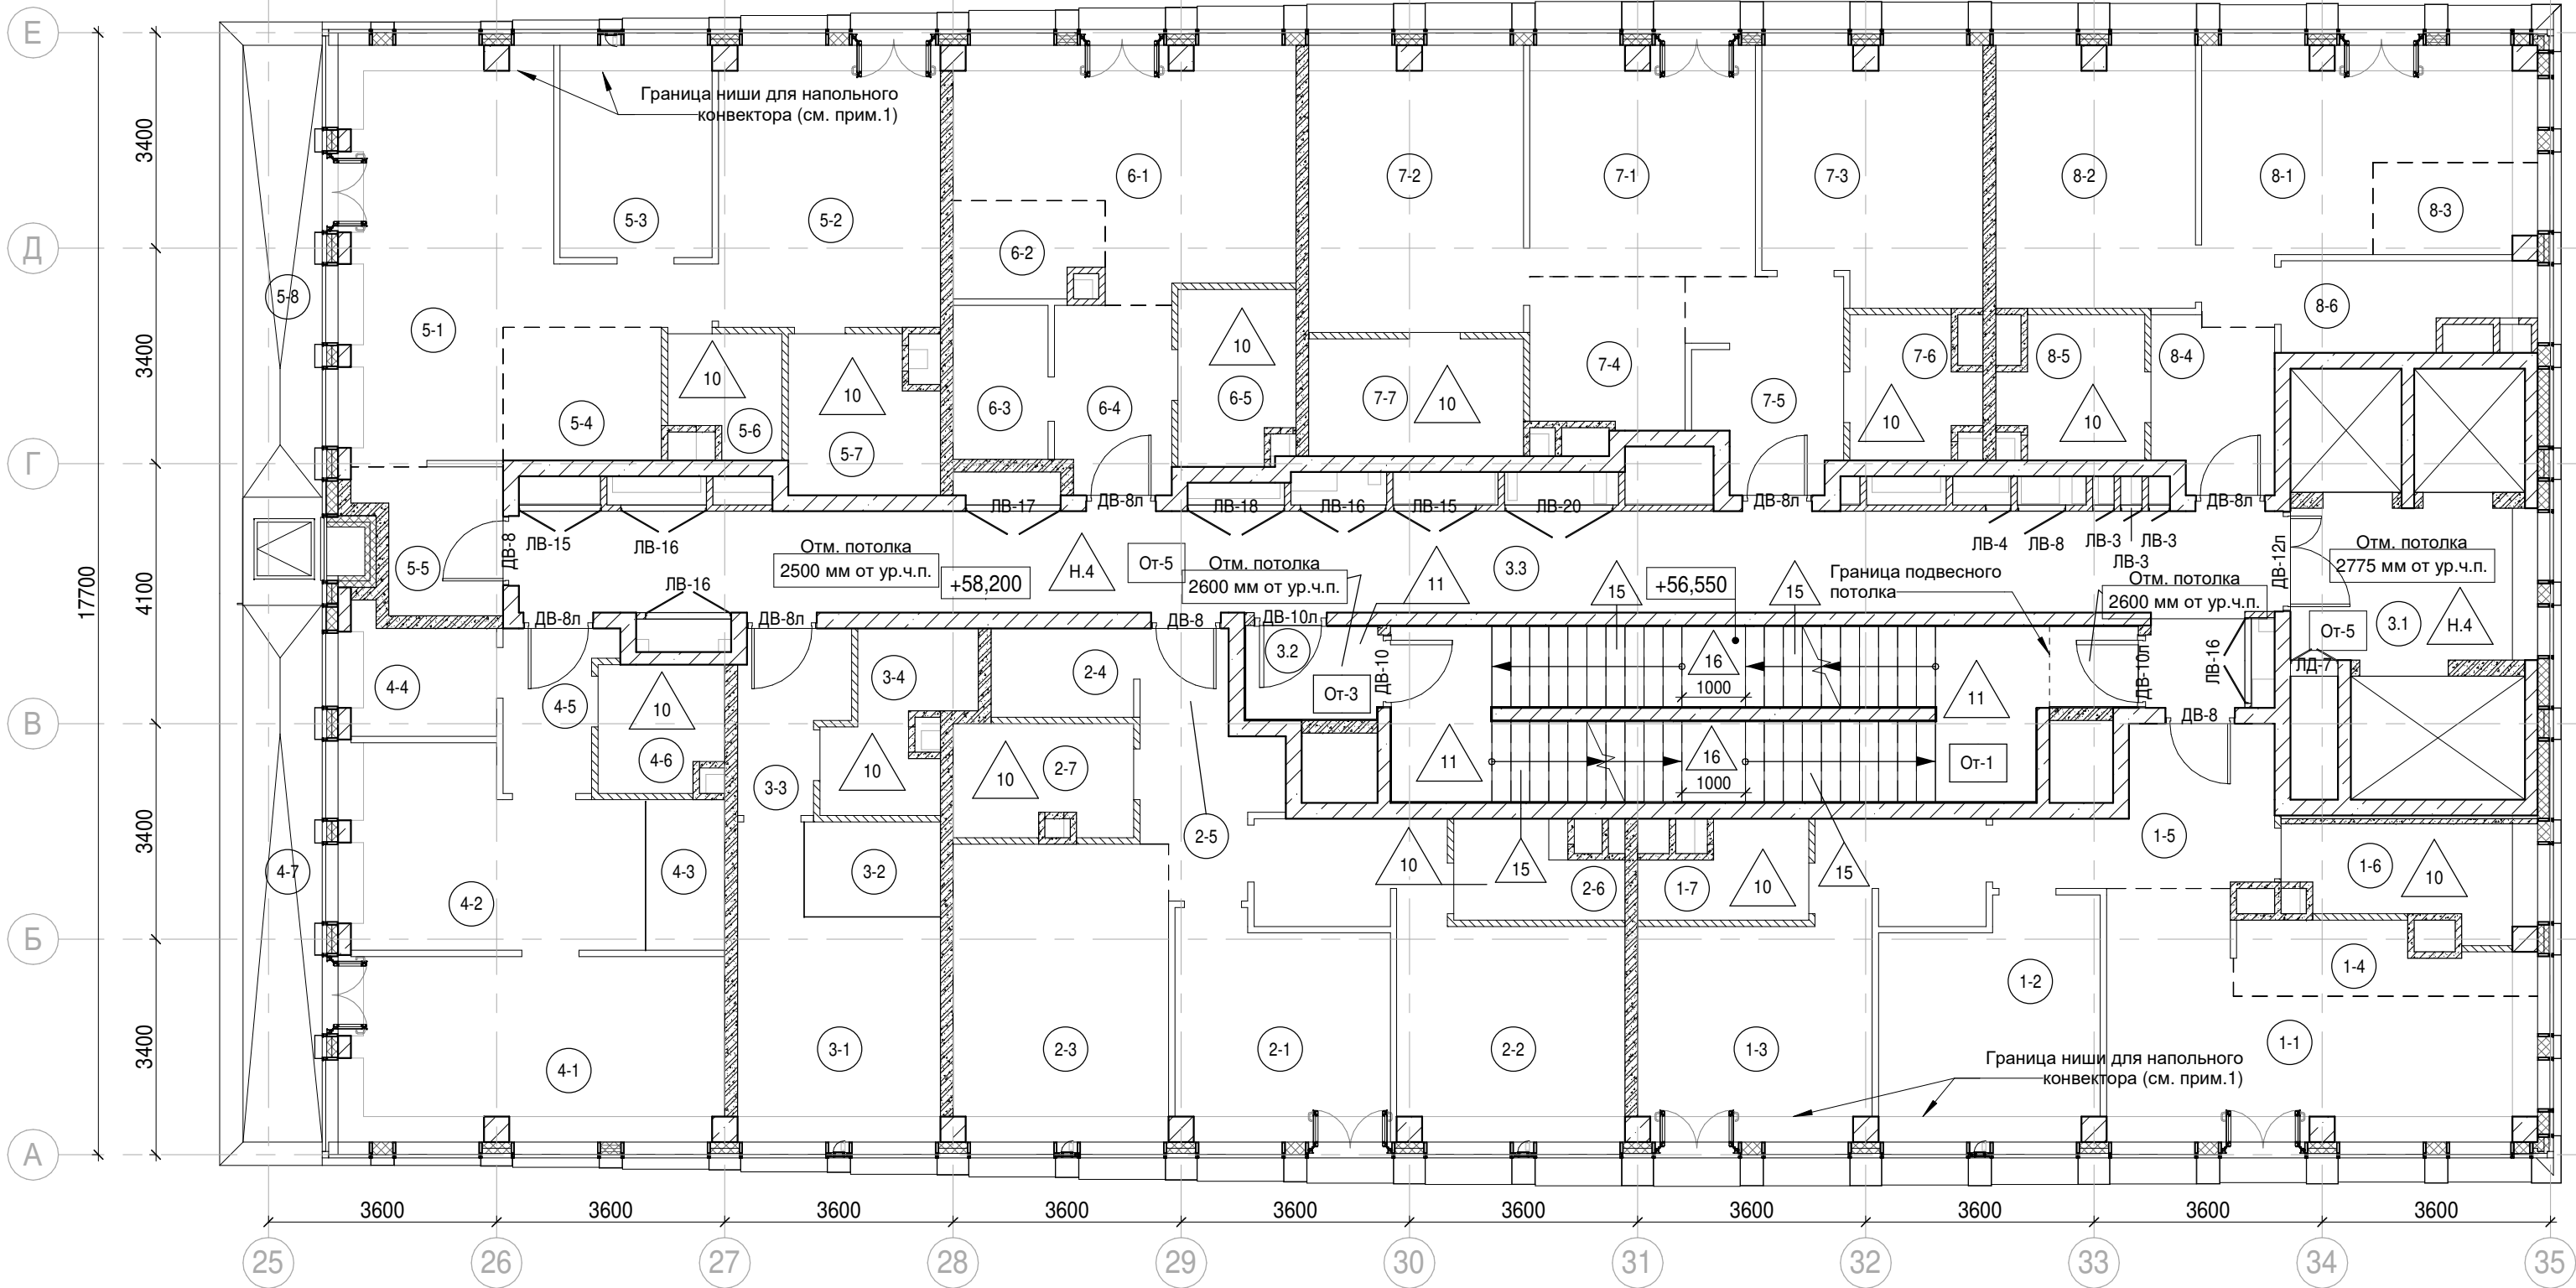 Е
Граница ниши для напольного
конвектора (см. прим.1)
3400
6-1
7-2
7-1
7-3
8-2
8-1
5-3
5-2
8-3
Д
6-2
5-8
5-1
8-6
3400
10
10
10
7-4
7-6
8-5
8-4
5-4
5-6
5-7
6-3
6-4
6-5
7-7
10
7-5
10
10
Г
ДВ-8л
ДВ-8л
ДВ-8л
ЛВ-17
ЛВ-18
ЛВ-16
ЛВ-15
ЛВ-20
ЛВ-15
ЛВ-16
ДВ-8
5-5
Отм. потолка
2500 мм от ур.ч.п.
+58,200
Н.4
От-5
Отм. потолка
2600 мм от ур.ч.п.
11
3.3
15
+56,550
15
Граница подвесного
потолка
ЛВ-4
ЛВ-8
ЛВ-3
ЛВ-3
ЛВ-3
Отм. потолка
2600 мм от ур.ч.п.
ДВ-12л
Отм. потолка
2775 мм от ур.ч.п.
17700
4100
ЛВ-16
ДВ-8л
ДВ-8л
ДВ-8
ДВ-10л
3.2
От-3
ДВ-10
16
1000
11
ДВ-10л
ЛВ-16
От-5
3.1
Н.4
ЛД-7
4-4
4-5
10
3-4
2-4
ДВ-8
В
4-6
10
10
2-7
11
16
1000
От-1
3-3
3400
2-5
1-5
4-7
4-2
4-3
3-2
10
15
2-6
1-7
10
15
1-6
10
Б
1-4
1-2
3400
4-1
3-1
2-3
2-1
2-2
1-3
1-1
Граница ниши для напольного
конвектора (см. прим.1)
А
3600
3600
3600
3600
3600
3600
3600
3600
3600
3600
25
26
27
28
29
30
31
32
33
34
35